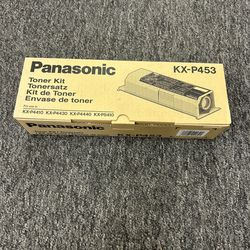 Panasonic
KX-P453
Toner Kit
Tonersatz
Kit de Toner
Envase de toner
KX-P4410 KX-P4430 KX-P4440 KX-P5410